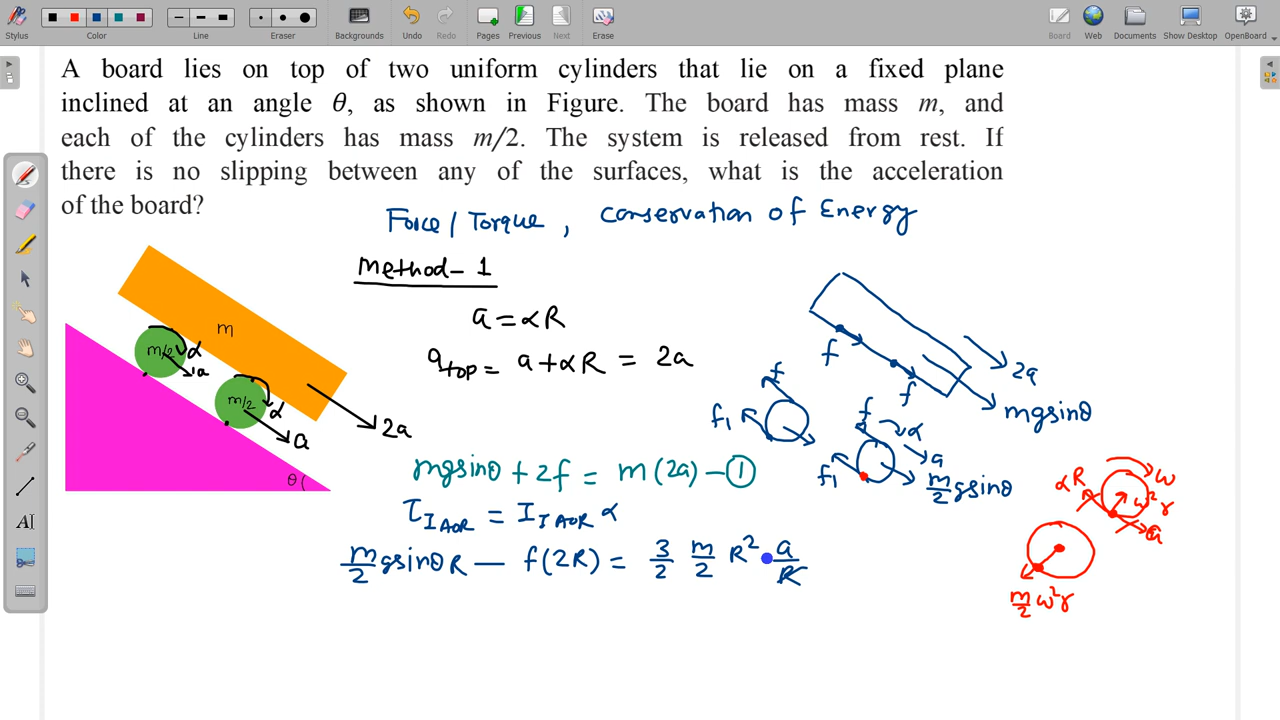 Stylus Color Line Eraser Backgrounds Undo Redo Pages Previous Next Erase Board Web Documents Show Desktop OpenBoard
A board lies on top of two uniform cylinders that lie on a fixed plane
inclined at an angle θ, as shown in Figure. The board has mass m, and
each of the cylinders has mass m/2. The system is released from rest. If
there is no slipping between any of the surfaces, what is the acceleration
of the board?
Force / Torque , Conservation of Energy
Method - 1
a = αR
a_top = a + αR = 2a
m
m/2 α
a
m/2 α
a
2a
θ
f
f
2a
mgsinθ
f
f₁
f
α
a
f₁
m/2 gsinθ
mgsinθ + 2f = m(2a) – ①
τ_IAOR = I_IAOR α
m/2 gsinθ R — f(2R) = 3/2 m/2 R² · a/R
ω
αR
ω²r
a
m/2 ω²r